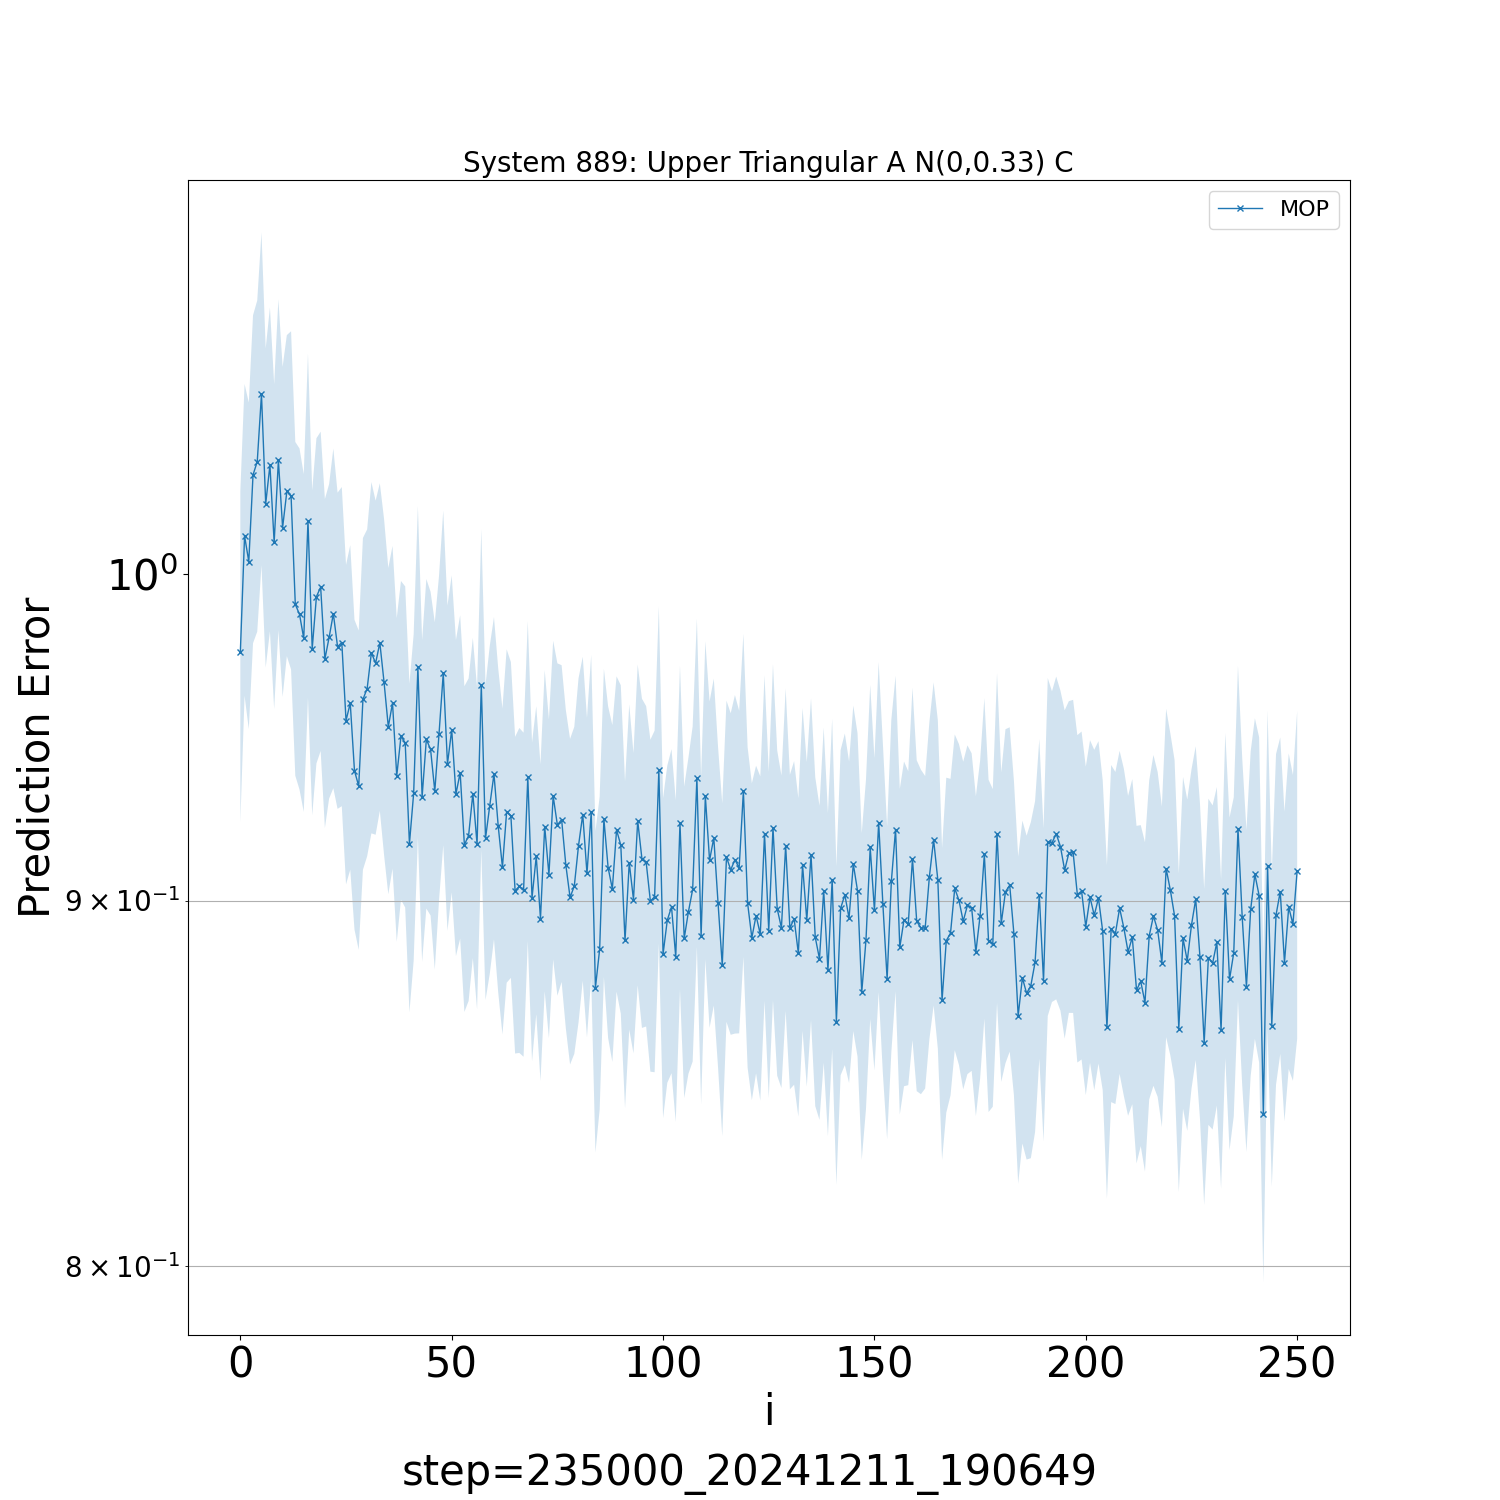 System 889: Upper Triangular A N(0,0.33) C
MOP
Prediction Error
10⁰
9 × 10⁻¹
8 × 10⁻¹
0 50 100 150 200 250
i
step=235000_20241211_190649